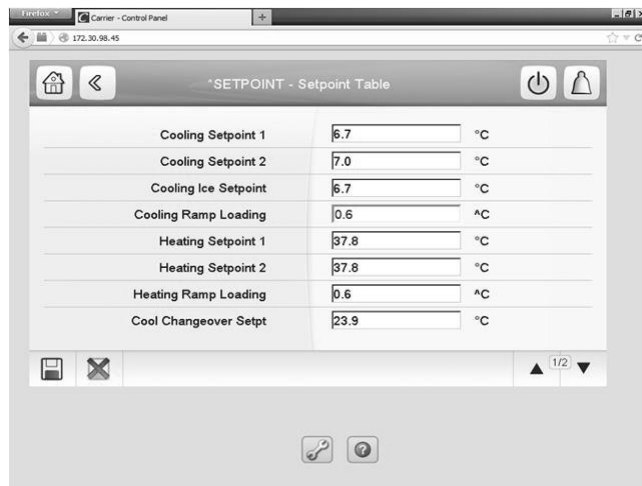 Firefox
Carrier - Control Panel
+
172.30.98.45
*SETPOINT - Setpoint Table
Cooling Setpoint 1 6.7 °C
Cooling Setpoint 2 7.0 °C
Cooling Ice Setpoint 6.7 °C
Cooling Ramp Loading 0.6 ^C
Heating Setpoint 1 37.8 °C
Heating Setpoint 2 37.8 °C
Heating Ramp Loading 0.6 ^C
Cool Changeover Setpt 23.9 °C
1/2
?